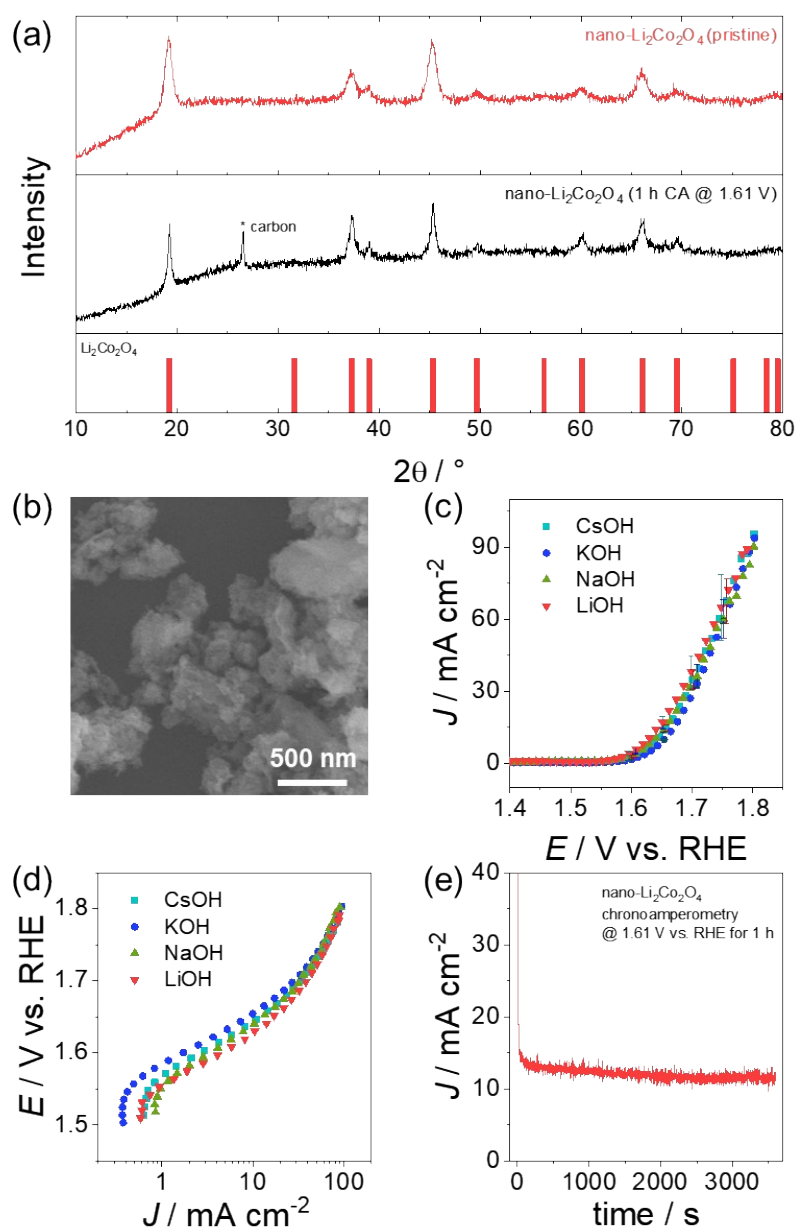 (a)
nano-Li₂Co₂O₄ (pristine)
nano-Li₂Co₂O₄ (1 h CA @ 1.61 V)
* carbon
Li₂Co₂O₄
Intensity
10 20 30 40 50 60 70 80
2θ / °
(b)
500 nm
(c)
CsOH
KOH
NaOH
LiOH
90
60
30
0
J / mA cm⁻²
1.4 1.5 1.6 1.7 1.8
E / V vs. RHE
(d)
CsOH
KOH
NaOH
LiOH
1.8
1.7
1.6
1.5
E / V vs. RHE
1 10 100
J / mA cm⁻²
(e)
nano-Li₂Co₂O₄
chronoamperometry
@ 1.61 V vs. RHE for 1 h
40
30
20
10
0
J / mA cm⁻²
0 1000 2000 3000
time / s